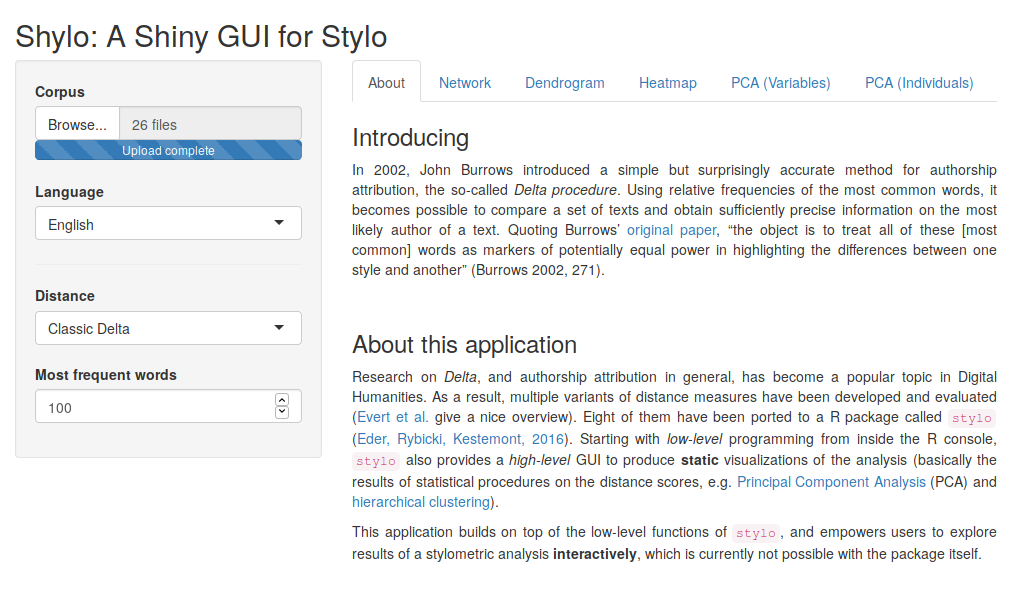 Shylo: A Shiny GUI for Stylo
Corpus
Browse... 26 files
Upload complete
Language
English
Distance
Classic Delta
Most frequent words
100
About Network Dendrogram Heatmap PCA (Variables) PCA (Individuals)
Introducing
In 2002, John Burrows introduced a simple but surprisingly accurate method for authorship
attribution, the so-called Delta procedure. Using relative frequencies of the most common words, it
becomes possible to compare a set of texts and obtain sufficiently precise information on the most
likely author of a text. Quoting Burrows’ original paper, “the object is to treat all of these [most
common] words as markers of potentially equal power in highlighting the differences between one
style and another” (Burrows 2002, 271).
About this application
Research on Delta, and authorship attribution in general, has become a popular topic in Digital
Humanities. As a result, multiple variants of distance measures have been developed and evaluated
(Evert et al. give a nice overview). Eight of them have been ported to a R package called stylo
(Eder, Rybicki, Kestemont, 2016). Starting with low-level programming from inside the R console,
stylo also provides a high-level GUI to produce static visualizations of the analysis (basically the
results of statistical procedures on the distance scores, e.g. Principal Component Analysis (PCA) and
hierarchical clustering).
This application builds on top of the low-level functions of stylo, and empowers users to explore
results of a stylometric analysis interactively, which is currently not possible with the package itself.